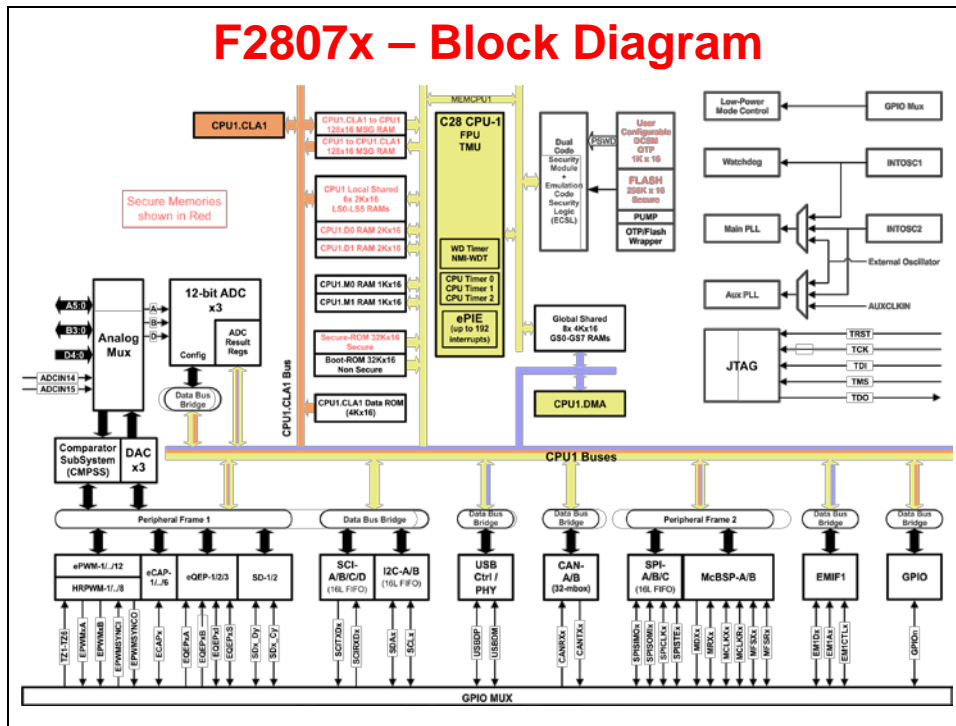 F2807x – Block Diagram
MEMCPU1
CPU1.CLA1
CPU1.CLA1 to CPU1
128x16 MSG RAM
CPU1 to CPU1.CLA1
128x16 MSG RAM
C28 CPU-1
FPU
TMU
Dual
Code
Security
Module
+
Emulation
Code
Security
Logic
(ECSL)
PSWD
User
Configurable
DCSM
OTP
1K x 16
FLASH
256K x 16
Secure
PUMP
OTP/Flash
Wrapper
Low-Power
Mode Control
GPIO Mux
Watchdog
INTOSC1
Main PLL
INTOSC2
External Oscillator
Aux PLL
AUXCLKIN
Secure Memories
shown in Red
CPU1 Local Shared
6x 2Kx16
LS0-LS5 RAMs
CPU1.D0 RAM 2Kx16
CPU1.D1 RAM 2Kx16
WD Timer
NMI-WDT
CPU Timer 0
CPU Timer 1
CPU Timer 2
CPU1.M0 RAM 1Kx16
CPU1.M1 RAM 1Kx16
ePIE
(up to 192
interrupts)
Secure-ROM 32Kx16
Secure
Boot-ROM 32Kx16
Non Secure
Global Shared
8x 4Kx16
GS0-GS7 RAMs
CPU1.CLA1 Data ROM
(4Kx16)
CPU1.DMA
CPU1.CLA1 Bus
A5:0
B3:0
D4:0
ADCIN14
ADCIN15
Analog
Mux
A
B
D
12-bit ADC
x3
Config
ADC
Result
Regs
Data Bus
Bridge
JTAG
TRST
TCK
TDI
TMS
TDO
Comparator
SubSystem
(CMPSS)
DAC
x3
CPU1 Buses
Peripheral Frame 1
Data Bus Bridge
Data Bus
Bridge
Data Bus
Bridge
Peripheral Frame 2
Data Bus
Bridge
Data Bus
Bridge
ePWM-1/../12
HRPWM-1/../8
eCAP-
1/../6
eQEP-1/2/3
SD-1/2
SCI-
A/B/C/D
(16L FIFO)
I2C-A/B
(16L FIFO)
USB
Ctrl /
PHY
CAN-
A/B
(32-mbox)
SPI-
A/B/C
(16L FIFO)
McBSP-A/B
EMIF1
GPIO
TZ1-TZ6
EPWMxA
EPWMxB
EPWMSYNCI
EPWMSYNCO
ECAPx
EQEPxA
EQEPxB
EQEPxI
EQEPxS
SDx_Dy
SDx_Cy
SCITXDx
SCIRXDx
SDAx
SCLx
USBDP
USBDM
CANRXx
CANTXx
SPISIMOx
SPISOMIx
SPICLKx
SPISTEx
MDXx
MRXx
MCLKXx
MCLKRx
MFSXx
MFSRx
EM1Dx
EM1Ax
EM1CTLx
GPIOn
GPIO MUX